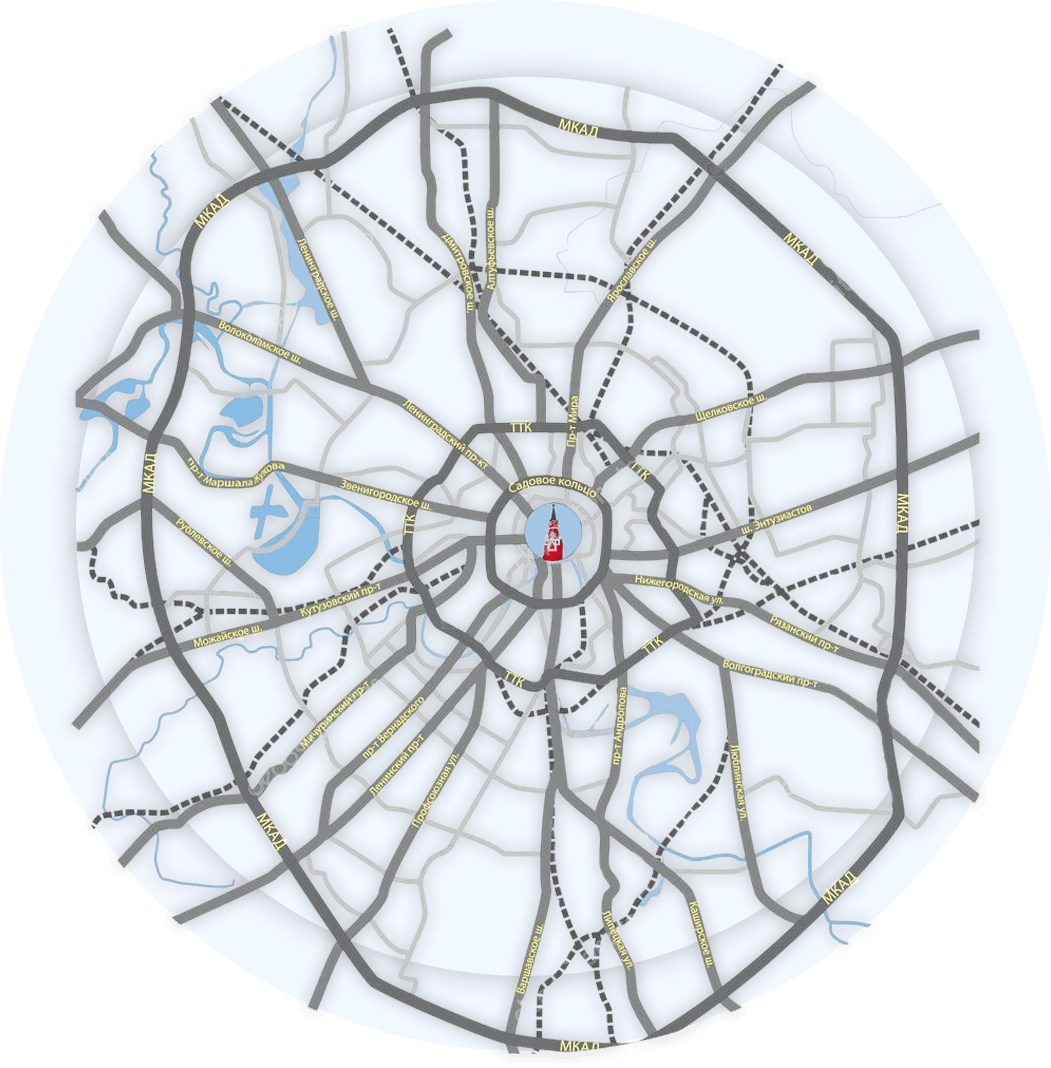 МКАД
МКАД
МКАД
Дмитровское ш.
Алтуфьевское ш.
Ярославское ш.
Ленинградское ш.
Волоколамское ш.
Ленинградский пр-кт
ТТК
Пр-т Мира
Щелковское ш.
МКАД
пр-т Маршала жукова
Звенигородское ш.
Садовое кольцо
ТТК
ТТК
ш. Энтузиастов
МКАД
Рублевское ш.
Кутузовский пр-т
Нижегородская ул.
Можайское ш.
Рязанский пр-т
ТТК
ТТК
Волгоградский пр-т
Мичуринский пр-т
пр-т Вернадского
Ленинский пр-т
Профсоюзная ул.
пр-т Андропова
Люблинская ул.
МКАД
МКАД
Варшавское ш.
Липецкая ул.
Каширское ш.
МКАД